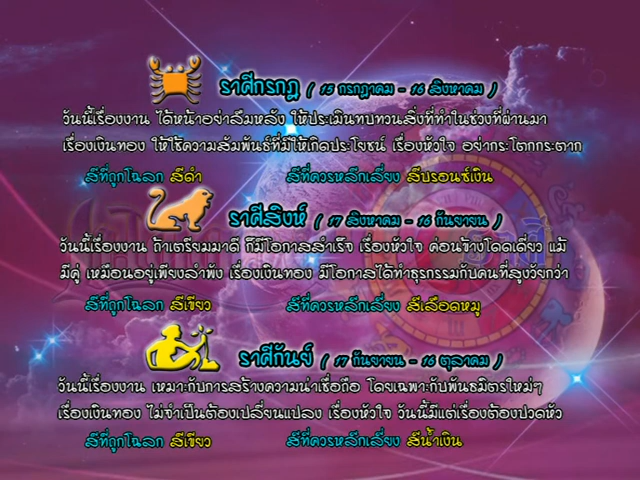 ราศีกรกฎ ( 15 กรกฎาคม - 16 สิงหาคม )
วันนี้เรื่องงาน ได้หน้าอย่าลืมหลัง ให้ประเมินทบทวนสิ่งที่ทำในช่วงที่ผ่านมา
เรื่องเงินทอง ให้ใช้ความสัมพันธ์ที่มีให้เกิดประโยชน์ เรื่องหัวใจ อย่ากระโตกกระตาก
สีที่ถูกโฉลก สีดำ สีที่ควรหลีกเลี่ยง สีบรอนซ์เงิน
ราศีสิงห์ ( 17 สิงหาคม - 16 กันยายน )
วันนี้เรื่องงาน ถ้าเตรียมมาดี ก็มีโอกาสสำเร็จ เรื่องหัวใจ ค่อนข้างโดดเดี่ยว แม้
มีคู่ เหมือนอยู่เพียงลำพัง เรื่องเงินทอง มีโอกาสได้ทำธุรกรรมกับคนที่สูงวัยกว่า
สีที่ถูกโฉลก สีเขียว สีที่ควรหลีกเลี่ยง สีเลือดหมู
ราศีกันย์ ( 17 กันยายน - 16 ตุลาคม )
วันนี้เรื่องงาน เหมาะกับการสร้างความน่าเชื่อถือ โดยเฉพาะกับพันธมิตรใหม่ๆ
เรื่องเงินทอง ไม่จำเป็นต้องเปลี่ยนแปลง เรื่องหัวใจ วันนี้มีแต่เรื่องต้องปวดหัว
สีที่ถูกโฉลก สีเขียว สีที่ควรหลีกเลี่ยง สีน้ำเงิน